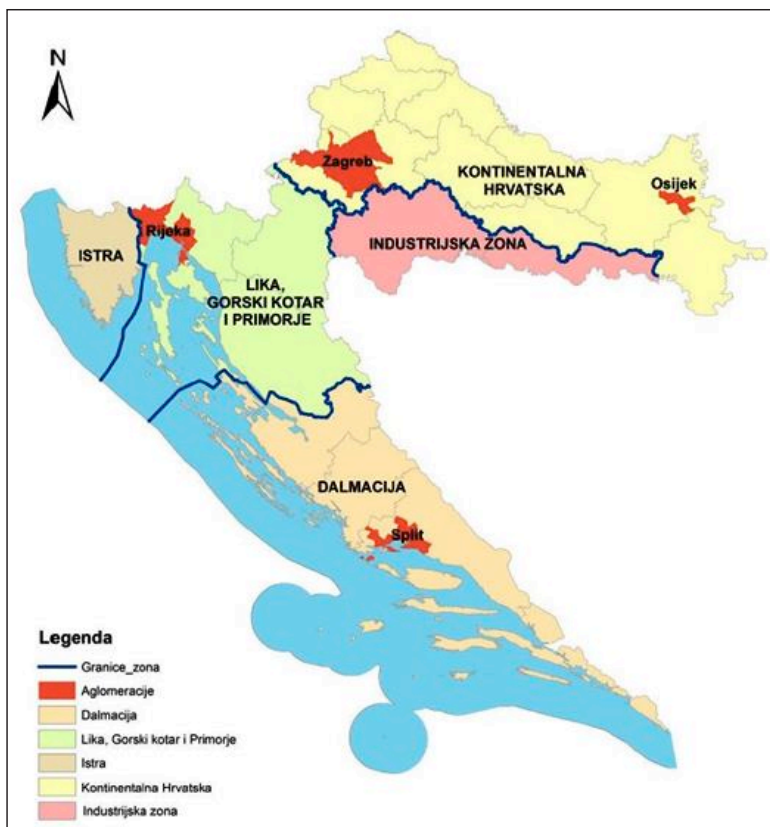 N
Zagreb
KONTINENTALNA
HRVATSKA
Osijek
Rijeka
ISTRA
INDUSTRIJSKA ZONA
LIKA,
GORSKI KOTAR
I PRIMORJE
DALMACIJA
Split
Legenda
Granice_zona
Aglomeracije
Dalmacija
Lika, Gorski kotar i Primorje
Istra
Kontinentalna Hrvatska
Industrijska zona